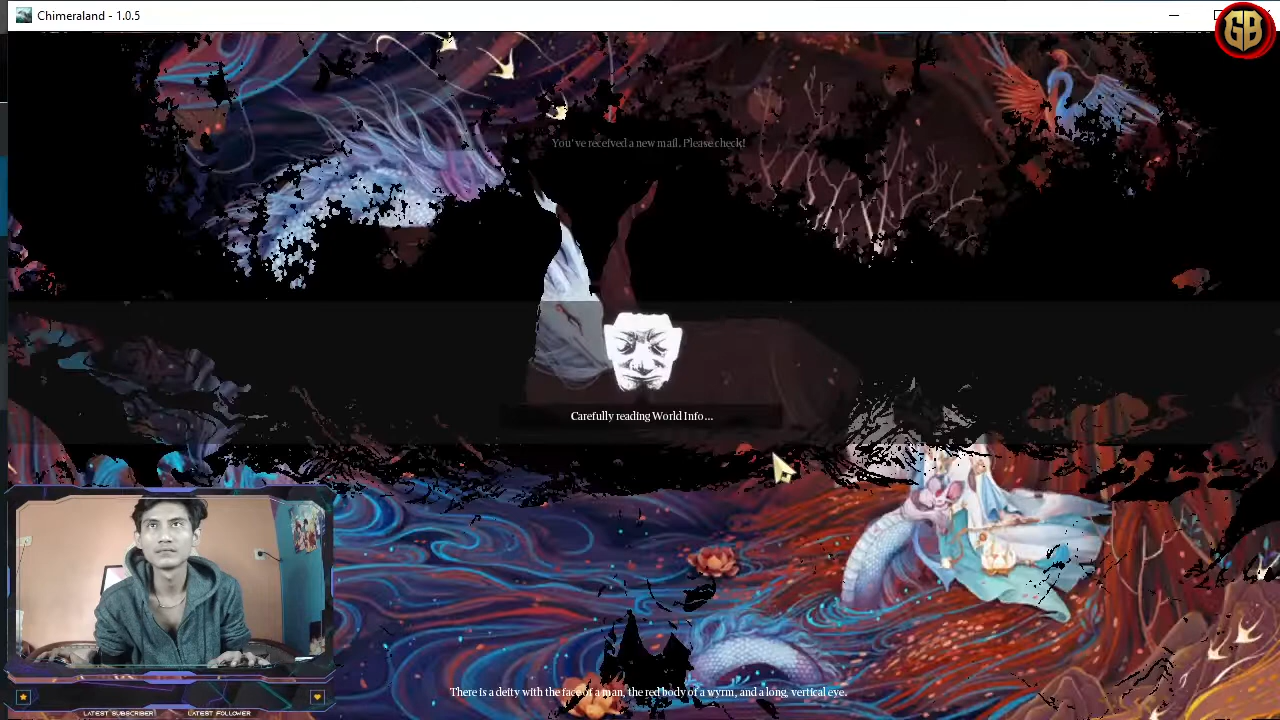 Chimeraland - 1.0.5
GB
You've received a new mail. Please check!
Carefully reading World Info...
There is a deity with the face of a man, the red body of a wyrm, and a long, vertical eye.
LATEST SUBSCRIBER
LATEST FOLLOWER